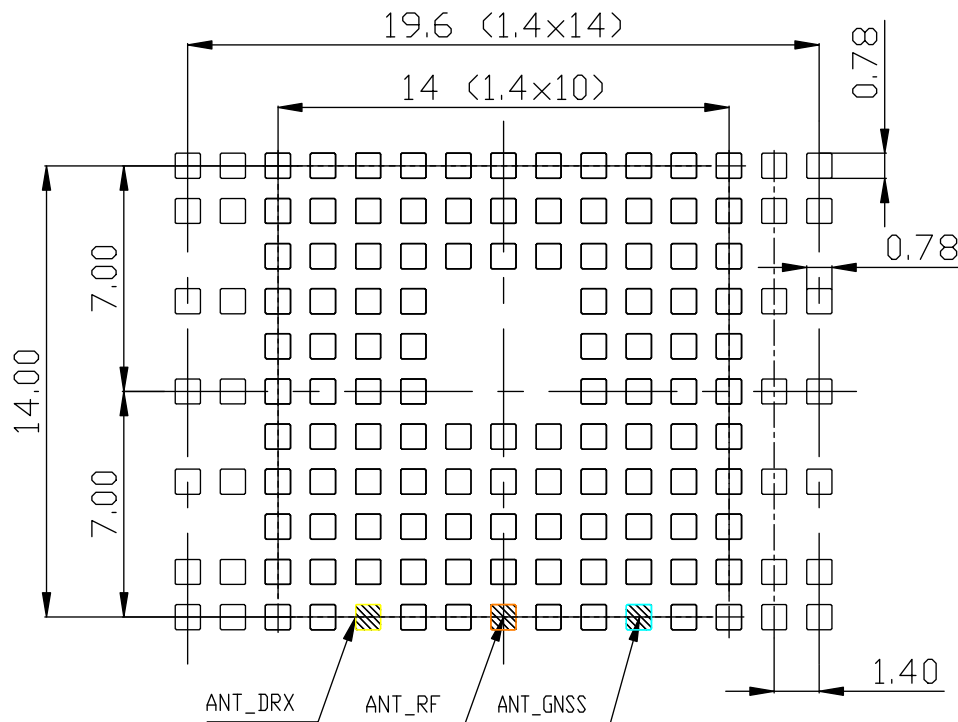 19.6 (1.4x14)
0.78
14 (1.4x10)
0.78
7.00
14.00
7.00
1.40
ANT_DRX
ANT_RF
ANT_GNSS